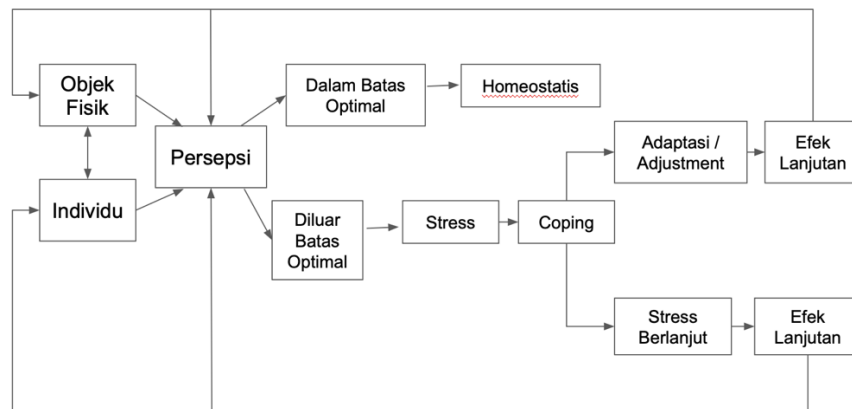 Objek
Fisik
Individu
Persepsi
Dalam Batas
Optimal
Homeostatis
Diluar
Batas
Optimal
Stress
Coping
Adaptasi /
Adjustment
Efek
Lanjutan
Stress
Berlanjut
Efek
Lanjutan